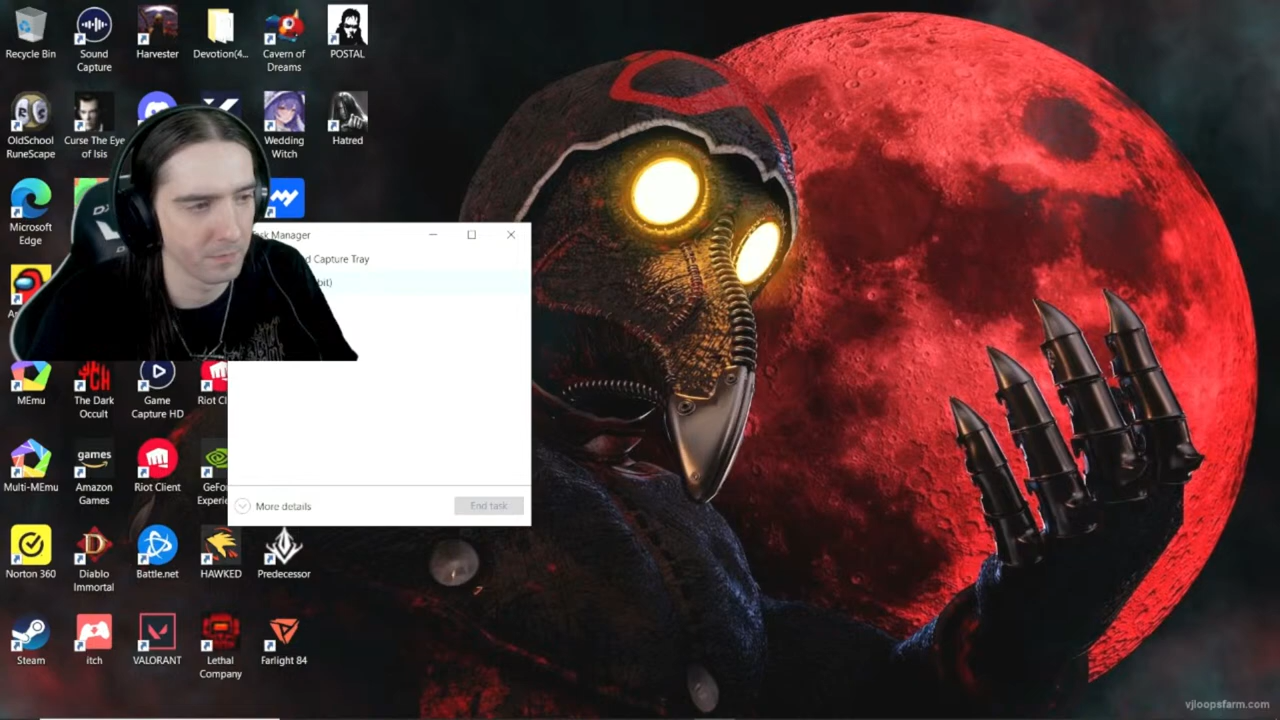 Recycle Bin
Sound
Capture
Harvester
Devotion(4...
Cavern of
Dreams
POSTAL
OldSchool
RuneScape
Curse The Eye
of Isis
Wedding
Witch
Hatred
Microsoft
Edge
Manager
Capture Tray
bit)
MEmu
The Dark
Occult
Game
Capture HD
Riot Cl
Multi-MEmu
games
Amazon
Games
Riot Client
GeFor
Experie
More details
End task
Norton 360
Diablo
Immortal
Battle.net
HAWKED
Predecessor
Steam
itch
VALORANT
Lethal
Company
Farlight 84
vjloopsfarm.com